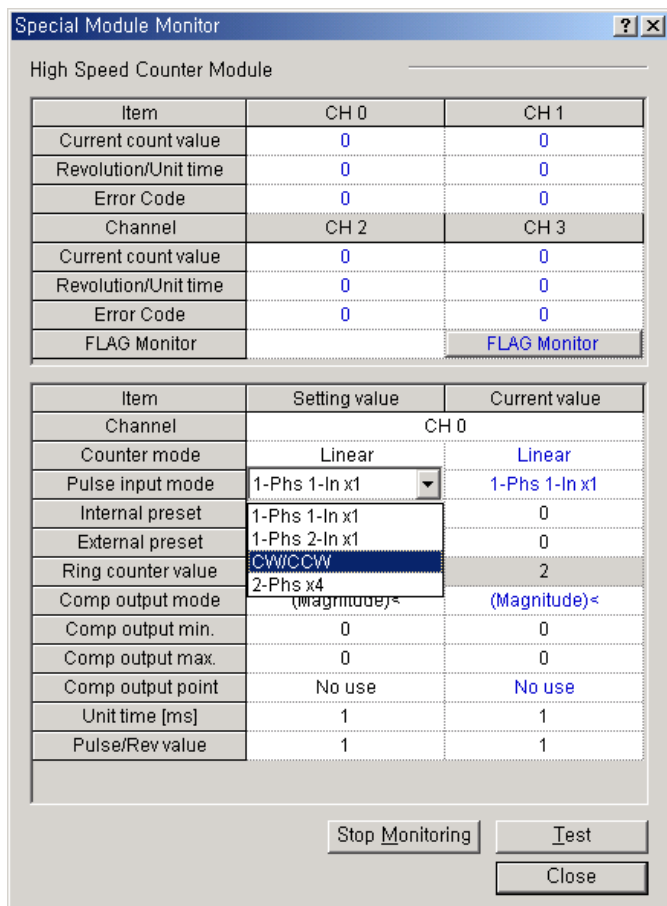 Special Module Monitor ? X
High Speed Counter Module
Item CH 0 CH 1
Current count value 0 0
Revolution/Unit time 0 0
Error Code 0 0
Channel CH 2 CH 3
Current count value 0 0
Revolution/Unit time 0 0
Error Code 0 0
FLAG Monitor FLAG Monitor
Item Setting value Current value
Channel CH 0
Counter mode Linear Linear
Pulse input mode 1-Phs 1-In x1 1-Phs 1-In x1
Internal preset 1-Phs 1-In x1 0
External preset 1-Phs 2-In x1 0
Ring counter value CW/CCW 2
2-Phs x4
Comp output mode (Magnitude)< (Magnitude)<
Comp output min. 0 0
Comp output max. 0 0
Comp output point No use No use
Unit time [ms] 1 1
Pulse/Rev value 1 1
Stop Monitoring Test
Close